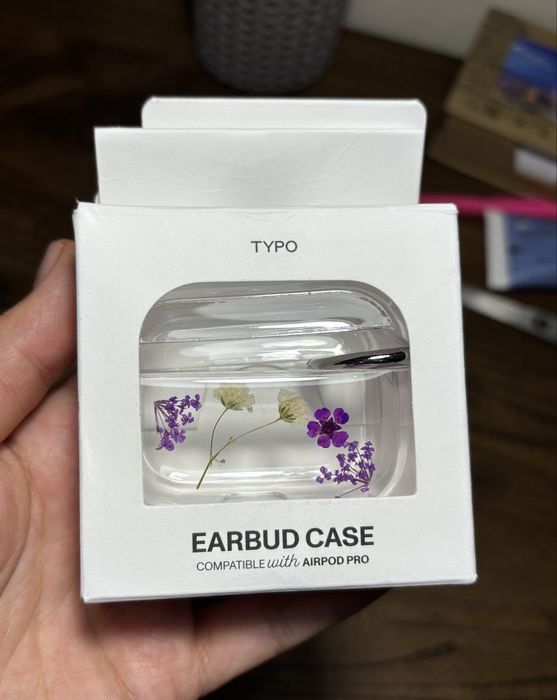 TYPO
EARBUD CASE
COMPATIBLE with AIRPOD PRO